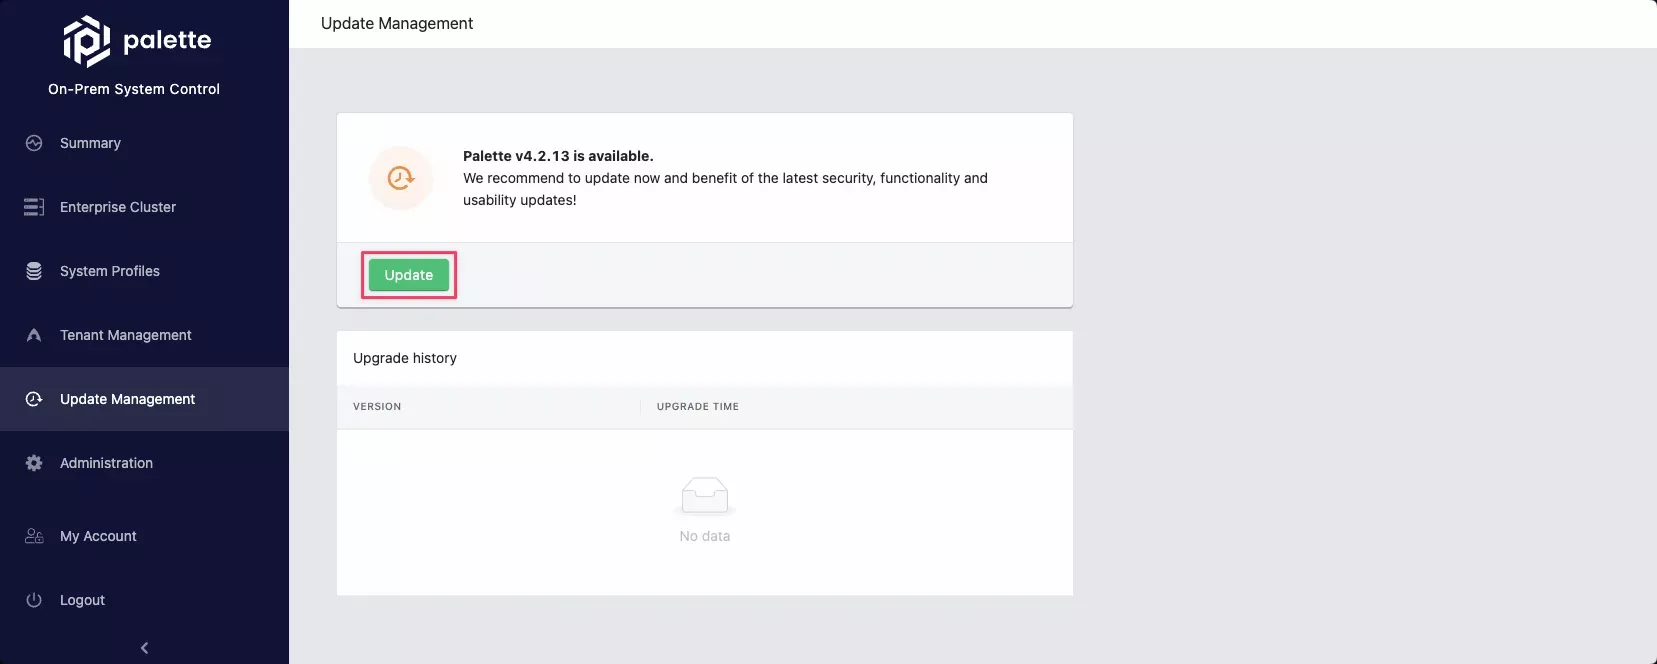 palette
On-Prem System Control
Summary
Enterprise Cluster
System Profiles
Tenant Management
Update Management
Administration
My Account
Logout
Update Management
Palette v4.2.13 is available.
We recommend to update now and benefit of the latest security, functionality and
usability updates!
Update
Upgrade history
VERSION
UPGRADE TIME
No data